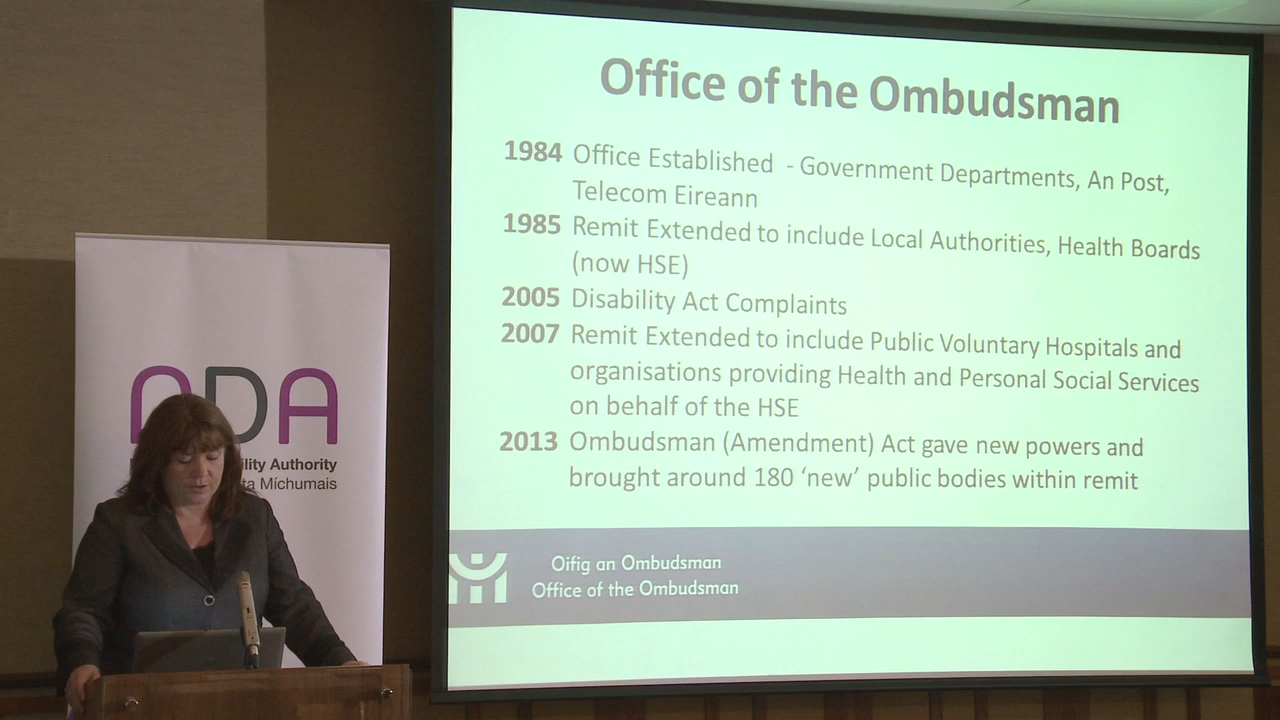 Office of the Ombudsman
1984 Office Established - Government Departments, An Post,
Telecom Eireann
1985 Remit Extended to include Local Authorities, Health Boards
(now HSE)
2005 Disability Act Complaints
2007 Remit Extended to include Public Voluntary Hospitals and
organisations providing Health and Personal Social Services
on behalf of the HSE
2013 Ombudsman (Amendment) Act gave new powers and
brought around 180 ‘new’ public bodies within remit
Oifig an Ombudsman
Office of the Ombudsman
NDA
Authority
Míchumais